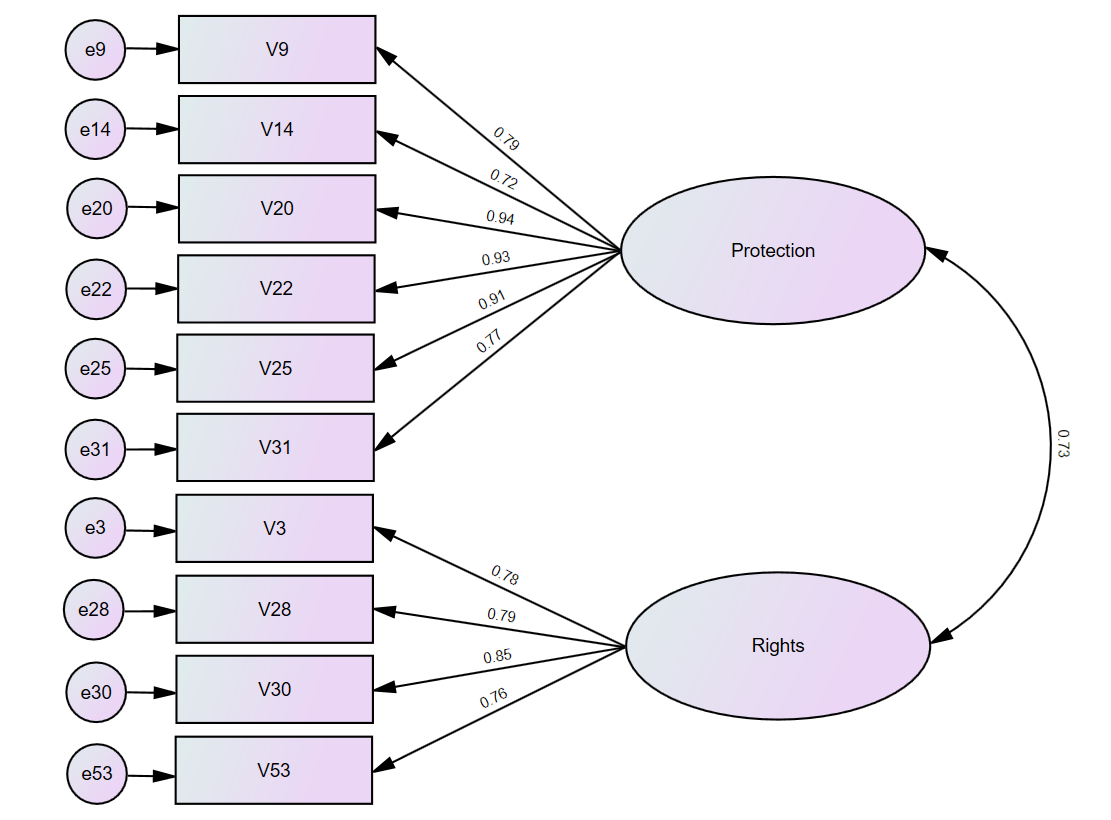 e9
V9
e14
V14
e20
V20
e22
V22
e25
V25
e31
V31
e3
V3
e28
V28
e30
V30
e53
V53
0.79
0.72
0.94
0.93
0.91
0.77
Protection
0.73
0.78
0.79
0.85
0.76
Rights